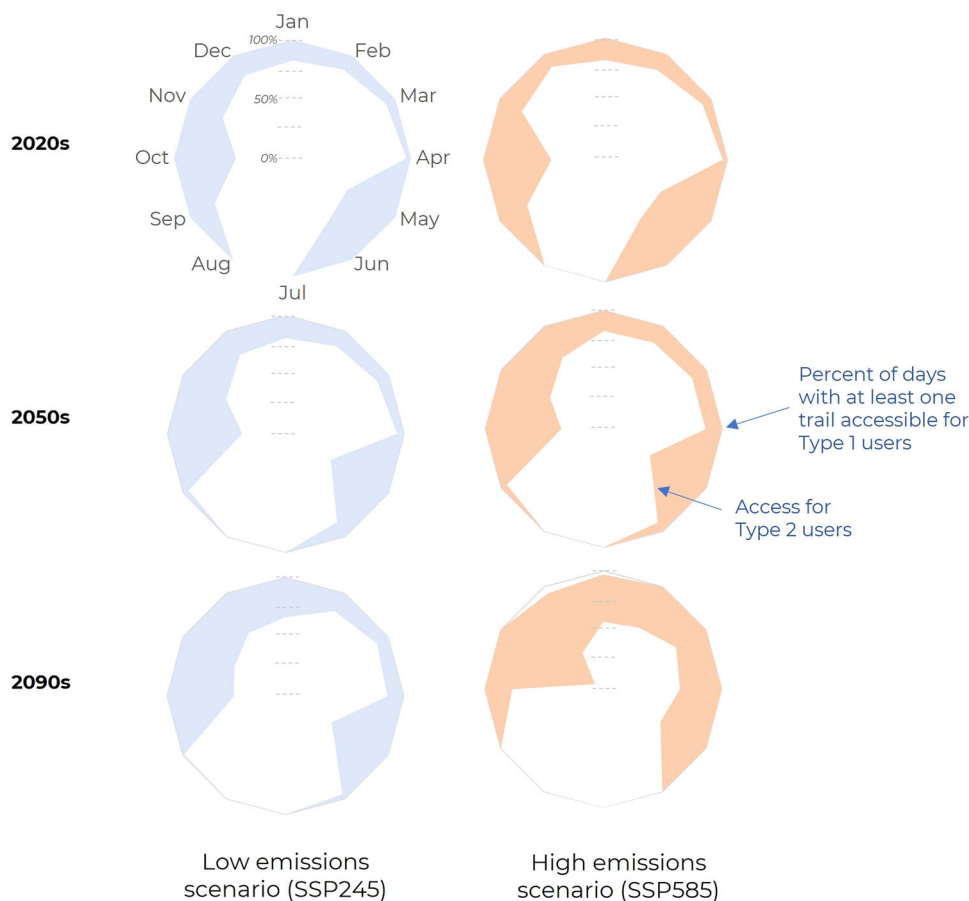 Jan
100%
Dec
Feb
Nov
50%
Mar
2020s
Oct
0%
Apr
Sep
May
Aug
Jun
Jul
2050s
Percent of days
with at least one
trail accessible for
Type 1 users
Access for
Type 2 users
2090s
Low emissions
scenario (SSP245)
High emissions
scenario (SSP585)